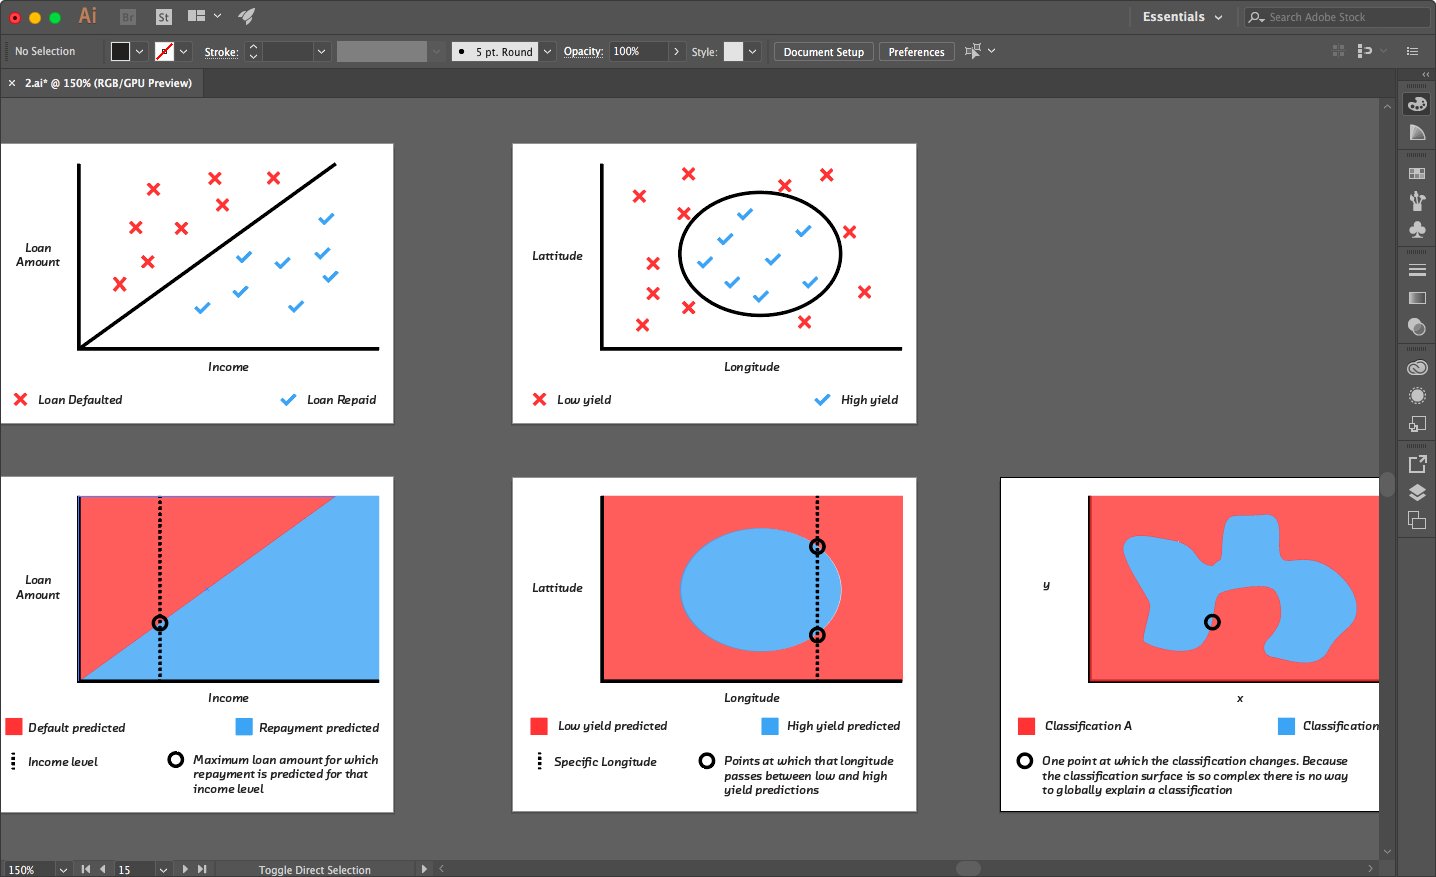 Ai
Br
St
Essentials
Search Adobe Stock
No Selection
Stroke:
5 pt. Round
Opacity:
100%
Style:
Document Setup
Preferences
2.ai* @ 150% (RGB/GPU Preview)
Loan
Amount
Income
Loan Defaulted
Loan Repaid
Lattitude
Longitude
Low yield
High yield
Loan
Amount
Income
Default predicted
Repayment predicted
Income level
Maximum loan amount for which
repayment is predicted for that
income level
Lattitude
Longitude
Low yield predicted
High yield predicted
Specific Longitude
Points at which that longitude
passes between low and high
yield predictions
y
x
Classification A
Classification
One point at which the classification changes. Because
the classification surface is so complex there is no way
to globally explain a classification
150%
15
Toggle Direct Selection